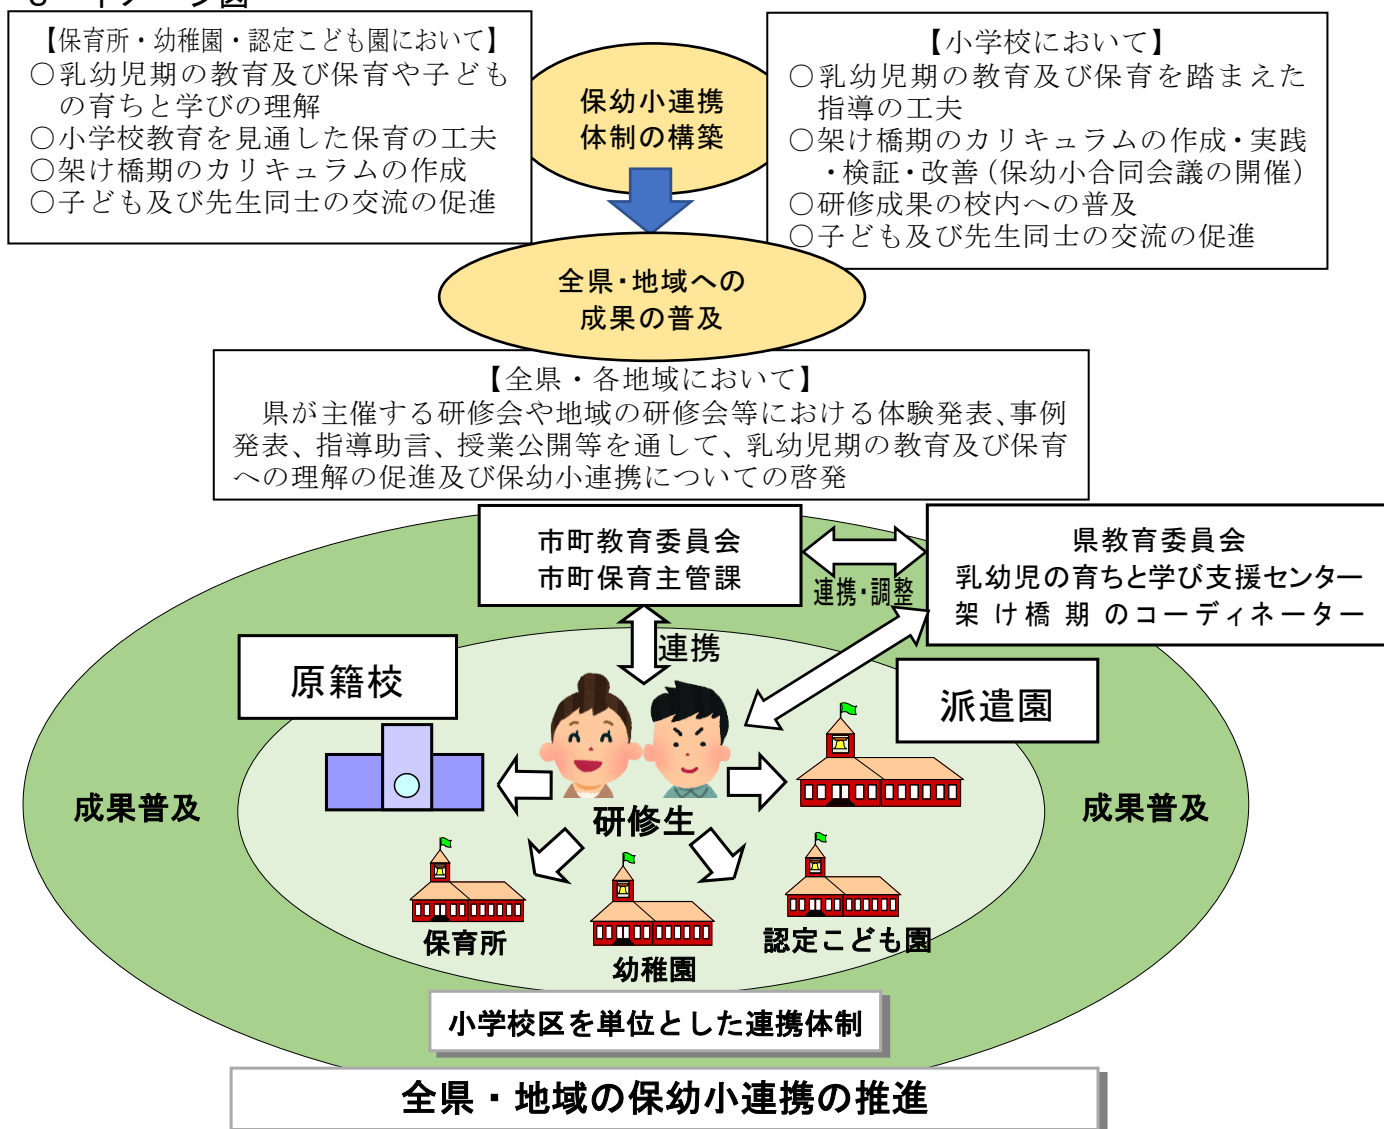 イメージ図
【保育所・幼稚園・認定こども園において】
○乳幼児期の教育及び保育や子ども
の育ちと学びの理解
○小学校教育を見通した保育の工夫
○架け橋期のカリキュラムの作成
○子ども及び先生同士の交流の促進
保幼小連携
体制の構築
【小学校において】
○乳幼児期の教育及び保育を踏まえた
指導の工夫
○架け橋期のカリキュラムの作成・実践
・検証・改善（保幼小合同会議の開催）
○研修成果の校内への普及
○子ども及び先生同士の交流の促進
全県・地域への
成果の普及
【全県・各地域において】
県が主催する研修会や地域の研修会等における体験発表、事例
発表、指導助言、授業公開等を通して、乳幼児期の教育及び保育
への理解の促進及び保幼小連携についての啓発
市町教育委員会
市町保育主管課
連携・調整
県教育委員会
乳幼児の育ちと学び支援センター
架け橋期のコーディネーター
連携
原籍校
派遣園
成果普及
研修生
成果普及
保育所
幼稚園
認定こども園
小学校区を単位とした連携体制
全県・地域の保幼小連携の推進